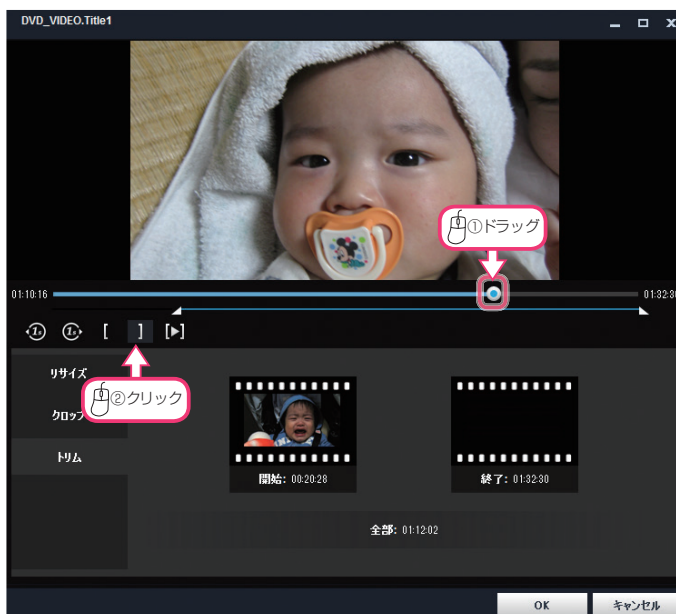 DVD_VIDEO.Title1
①ドラッグ
01:10:16
01:32:30
1s 1s [ ] [▶]
リサイズ
②クリック
クロップ
トリム
開始: 00:20:28
終了: 01:32:30
全部: 01:12:02
OK
キャンセル